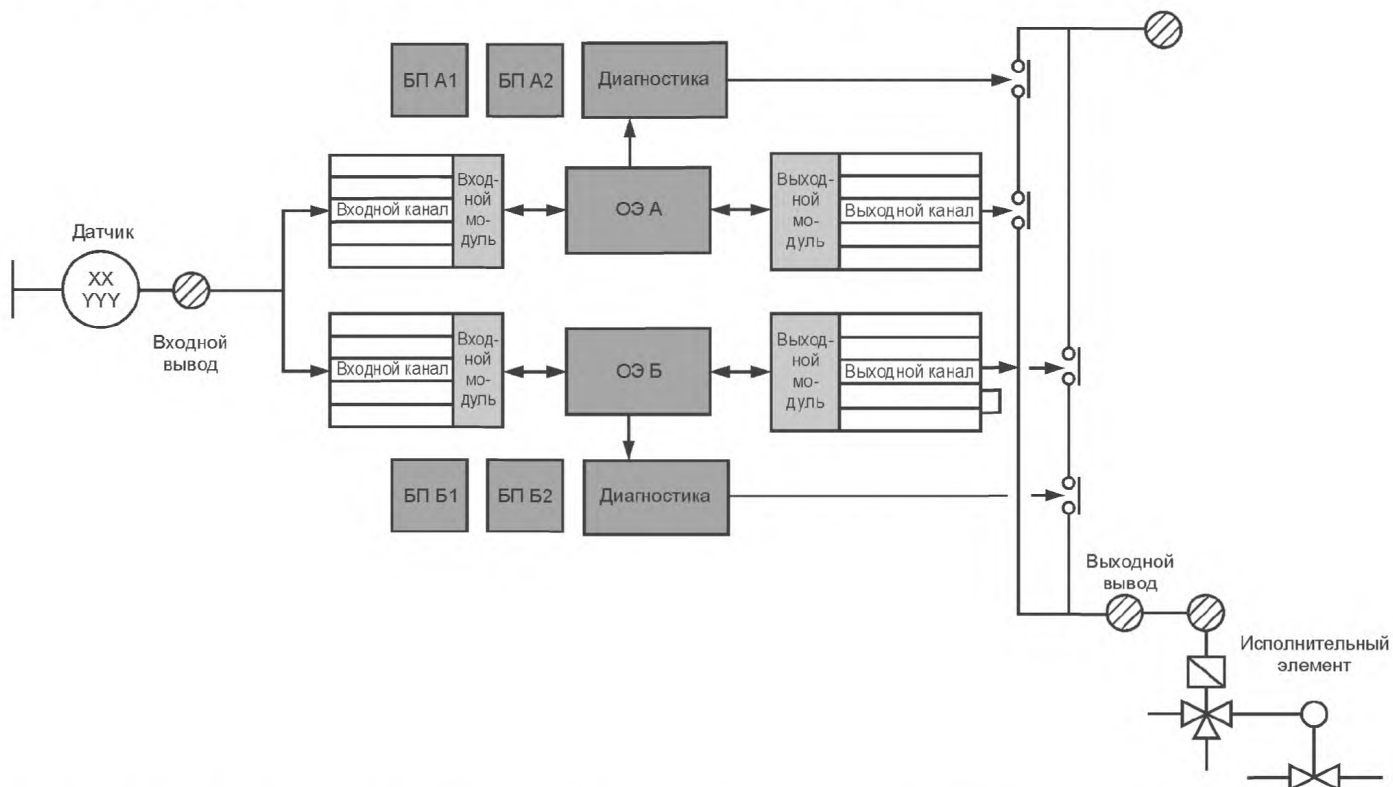 БП А1
БП А2
Диагностика
Входной канал
Вход-
ной
мо-
дуль
ОЭ А
Выход-
ной
мо-
дуль
Выходной канал
Датчик
XX
YYY
Входной
вывод
Входной канал
Вход-
ной
мо-
дуль
ОЭ Б
Выход-
ной
мо-
дуль
Выходной канал
БП Б1
БП Б2
Диагностика
Выходной
вывод
Исполнительный
элемент